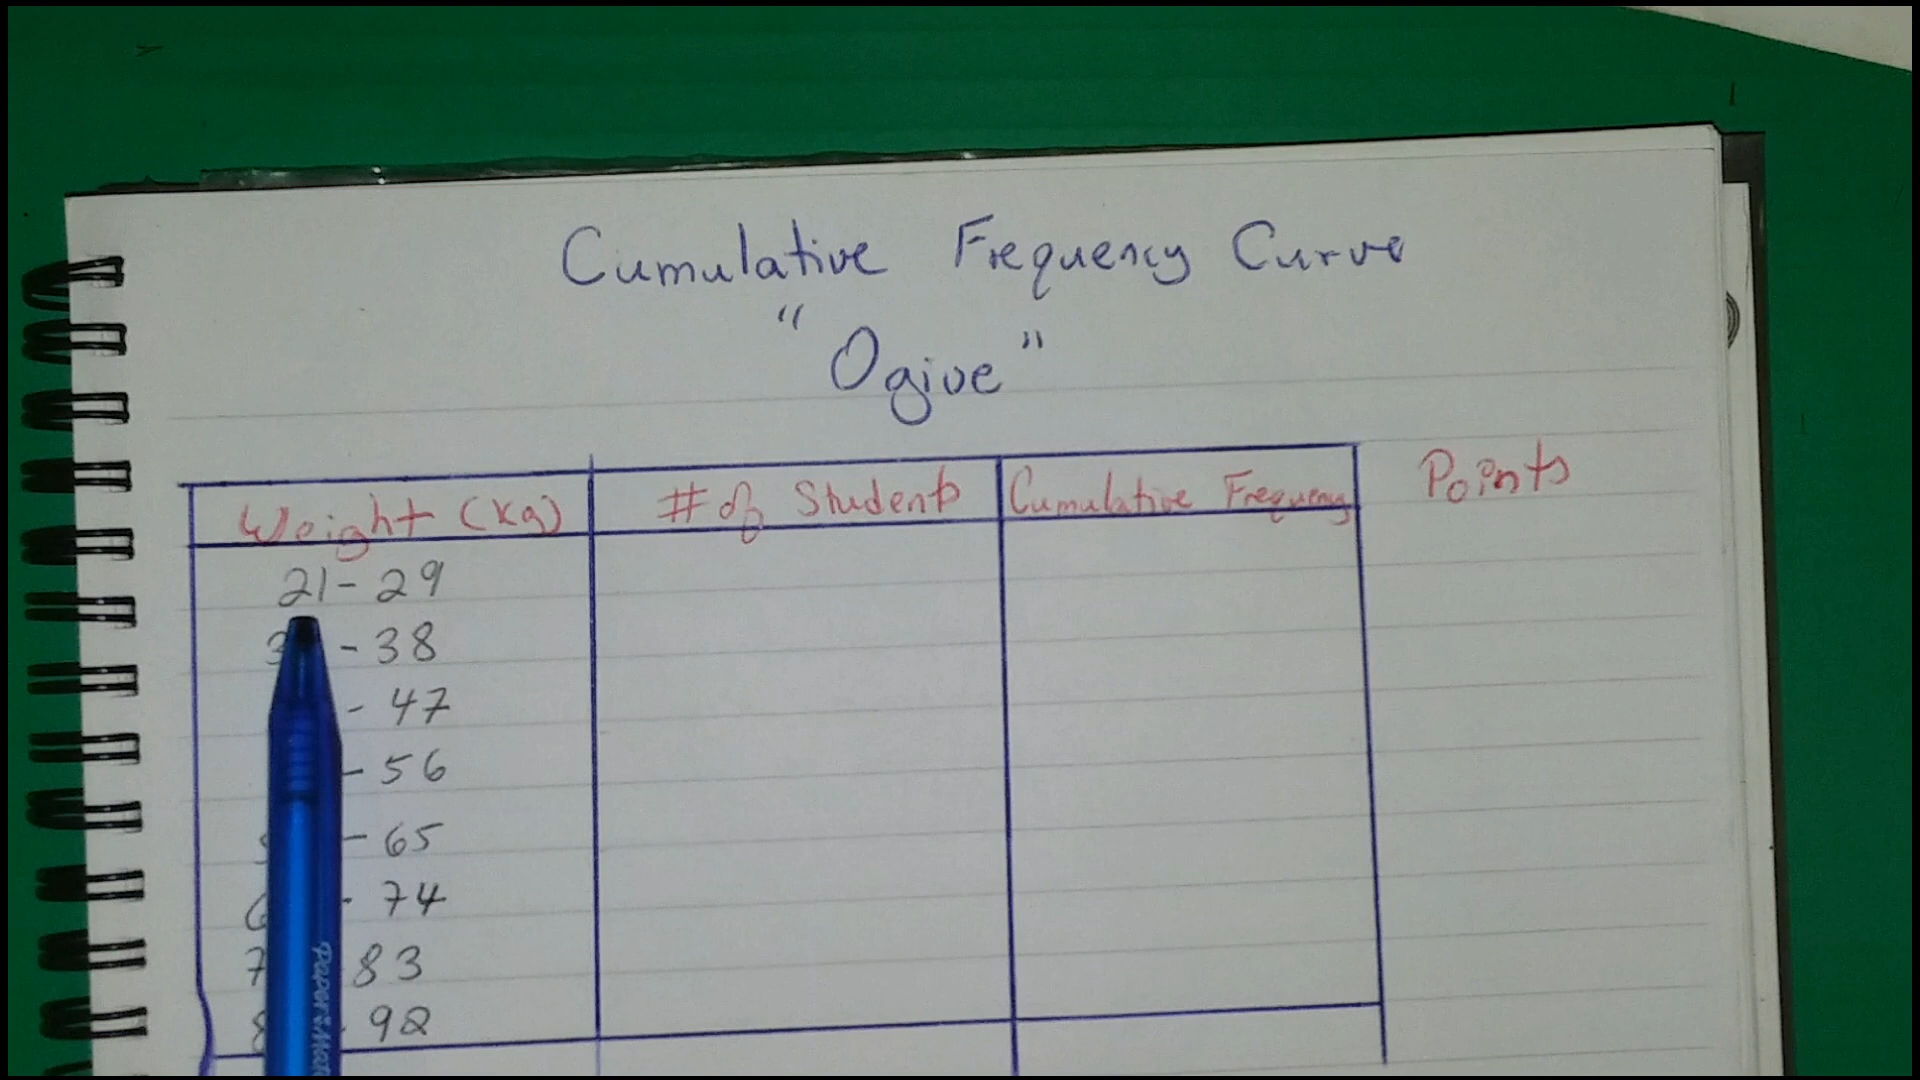 Cumulative Frequency Curve
"Ogive"
Weight (Kg) # of Students Cumulative Frequency Points
21 - 29
- 38
- 47
- 56
- 65
- 74
83
92
PaperMate